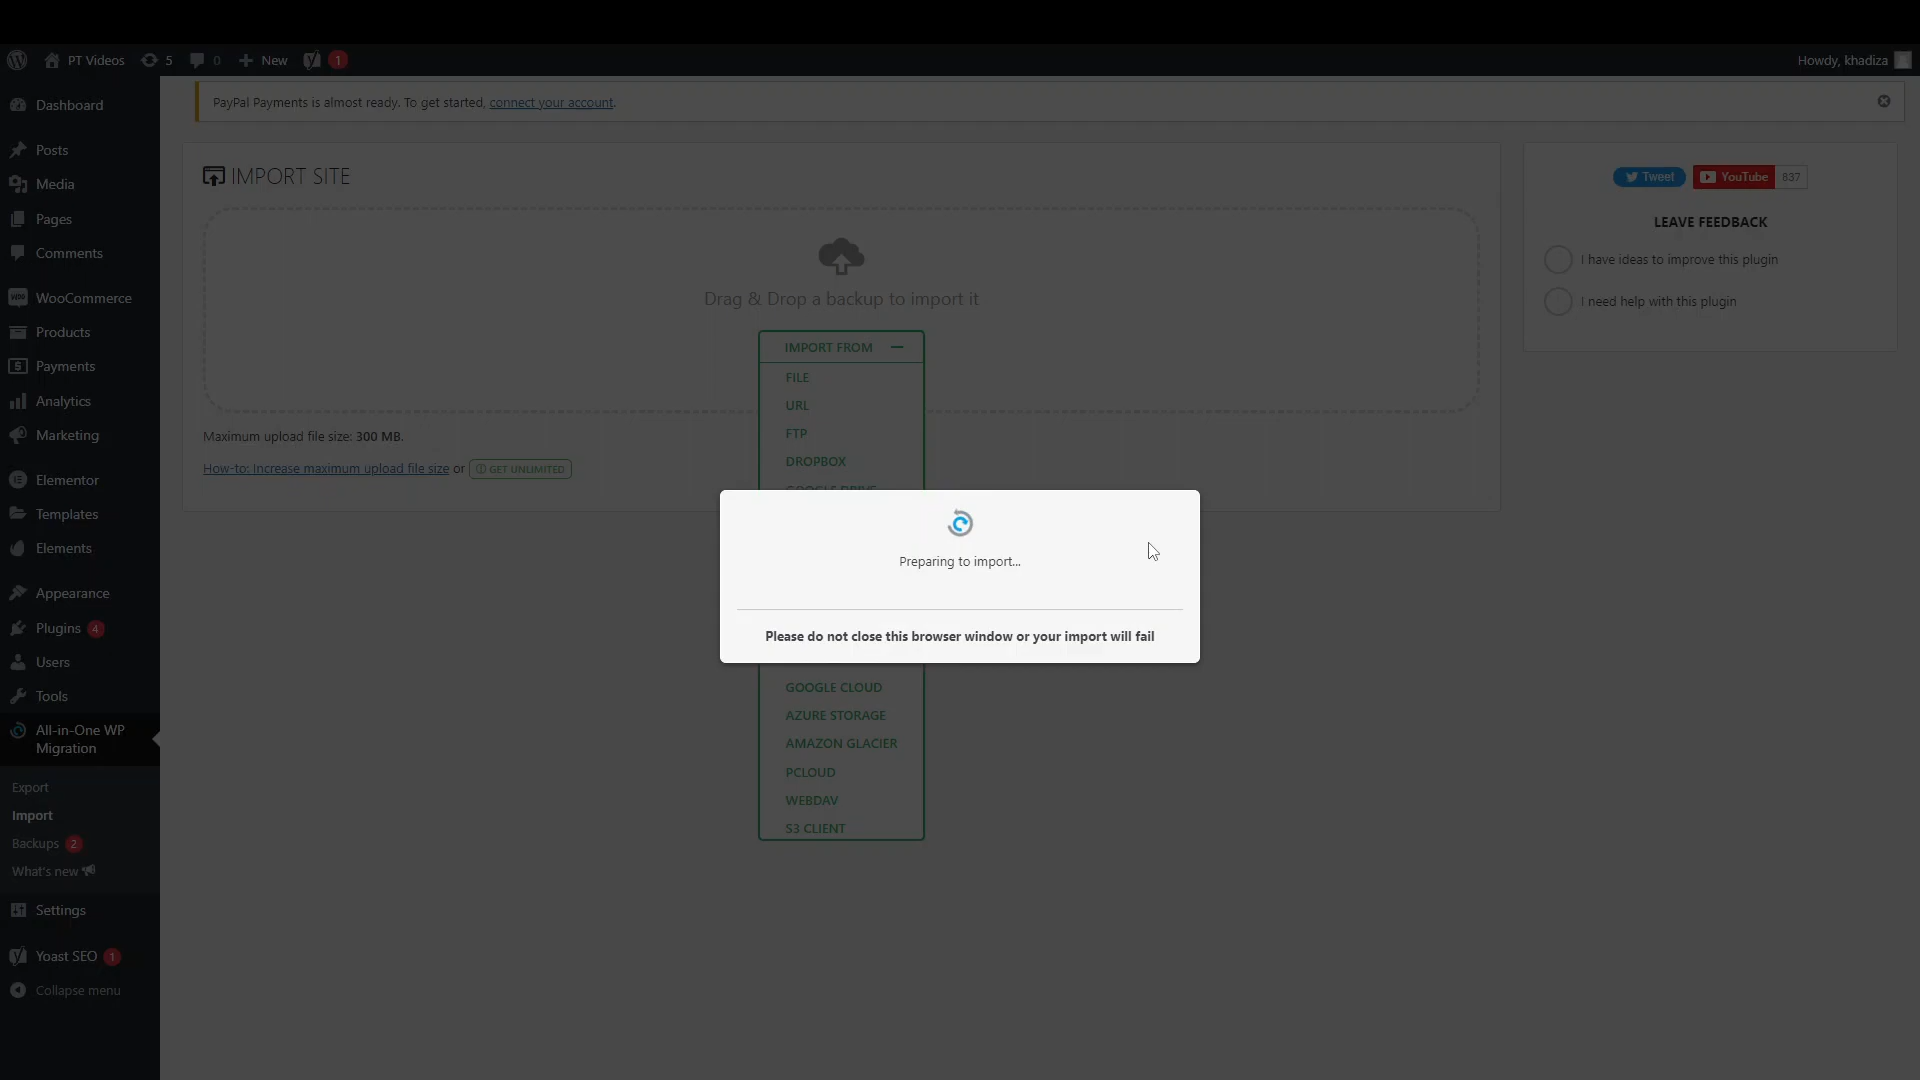 PT Videos
5
0
New
1
Howdy, khadiza
Dashboard
Posts
Media
Pages
Comments
WooCommerce
Products
Payments
Analytics
Marketing
Elementor
Templates
Elements
Appearance
Plugins 4
Users
Tools
All-in-One WP
Migration
Export
Import
Backups 2
What's new
Settings
Yoast SEO 1
Collapse menu
PayPal Payments is almost ready. To get started, connect your account.
IMPORT SITE
Drag & Drop a backup to import it
IMPORT FROM
FILE
URL
FTP
DROPBOX
GOOGLE DRIVE
Maximum upload file size: 300 MB.
How-to: Increase maximum upload file size or GET UNLIMITED
Preparing to import...
Please do not close this browser window or your import will fail
GOOGLE CLOUD
AZURE STORAGE
AMAZON GLACIER
PCLOUD
WEBDAV
S3 CLIENT
Tweet
YouTube 837
LEAVE FEEDBACK
I have ideas to improve this plugin
I need help with this plugin